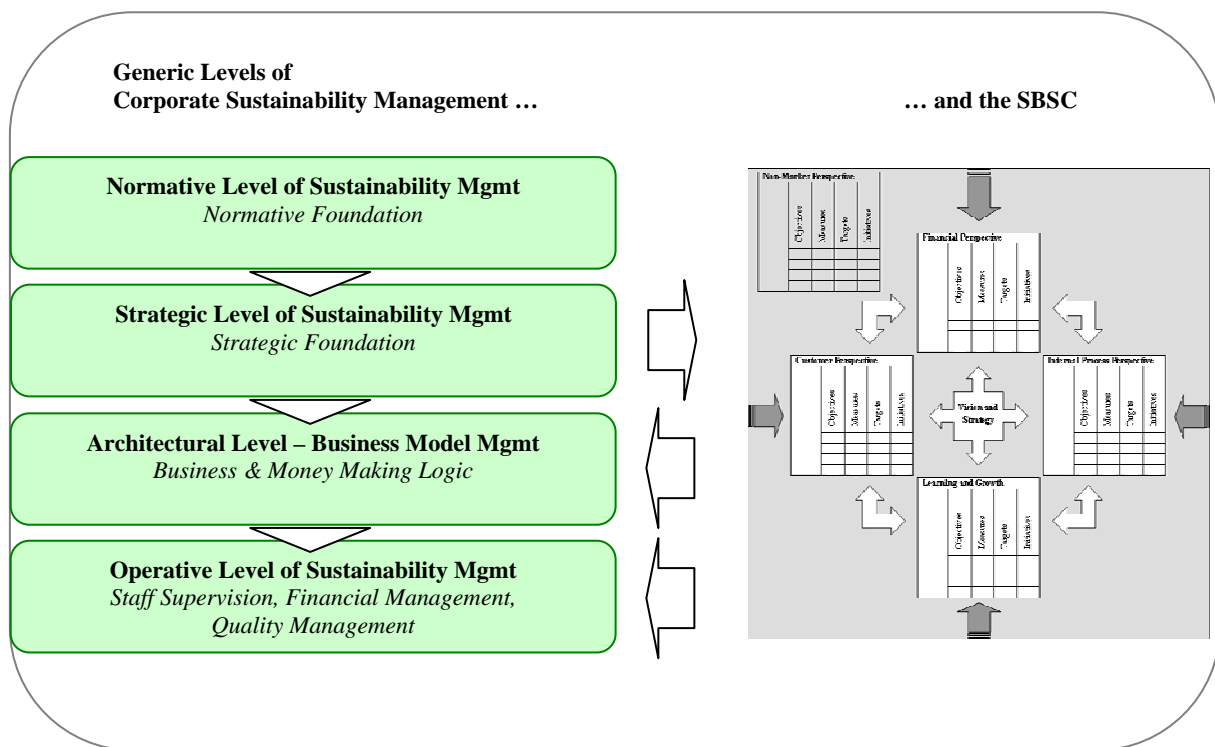 Generic Levels of
Corporate Sustainability Management …
… and the SBSC
Normative Level of Sustainability Mgmt
Normative Foundation
Strategic Level of Sustainability Mgmt
Strategic Foundation
Architectural Level – Business Model Mgmt
Business & Money Making Logic
Operative Level of Sustainability Mgmt
Staff Supervision, Financial Management,
Quality Management
Non-Market Perspective
Objectives
Measures
Targets
Initiatives
Financial Perspective
Objectives
Measures
Targets
Initiatives
Customer Perspective
Objectives
Measures
Targets
Initiatives
Vision and
Strategy
Internal Process Perspective
Objectives
Measures
Targets
Initiatives
Learning and Growth
Objectives
Measures
Targets
Initiatives